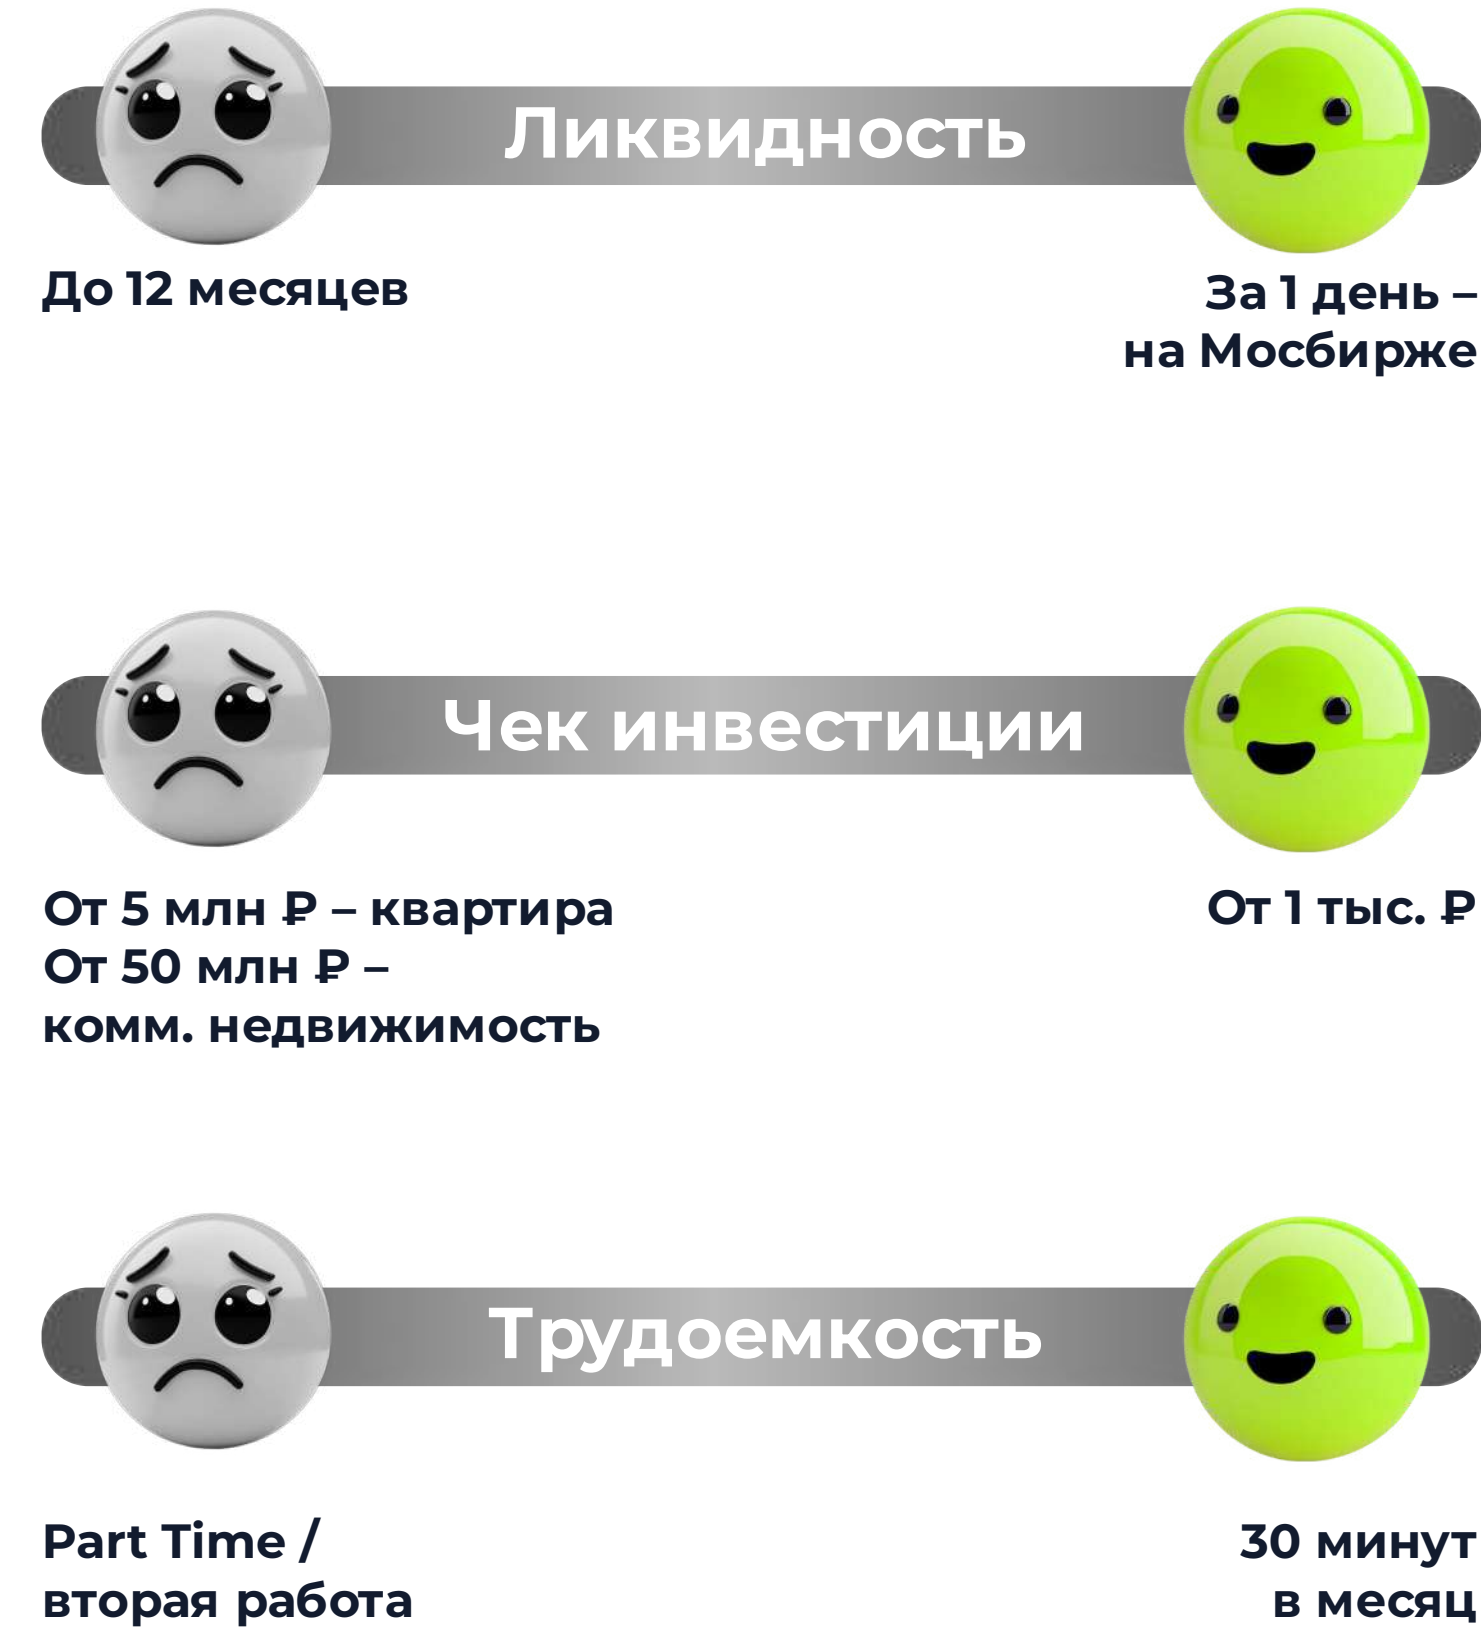 Ликвидность
До 12 месяцев
За 1 день –
на Мосбирже
Чек инвестиции
От 5 млн ₽ – квартира
От 50 млн ₽ –
комм. недвижимость
От 1 тыс. ₽
Трудоемкость
Part Time /
вторая работа
30 минут
в месяц